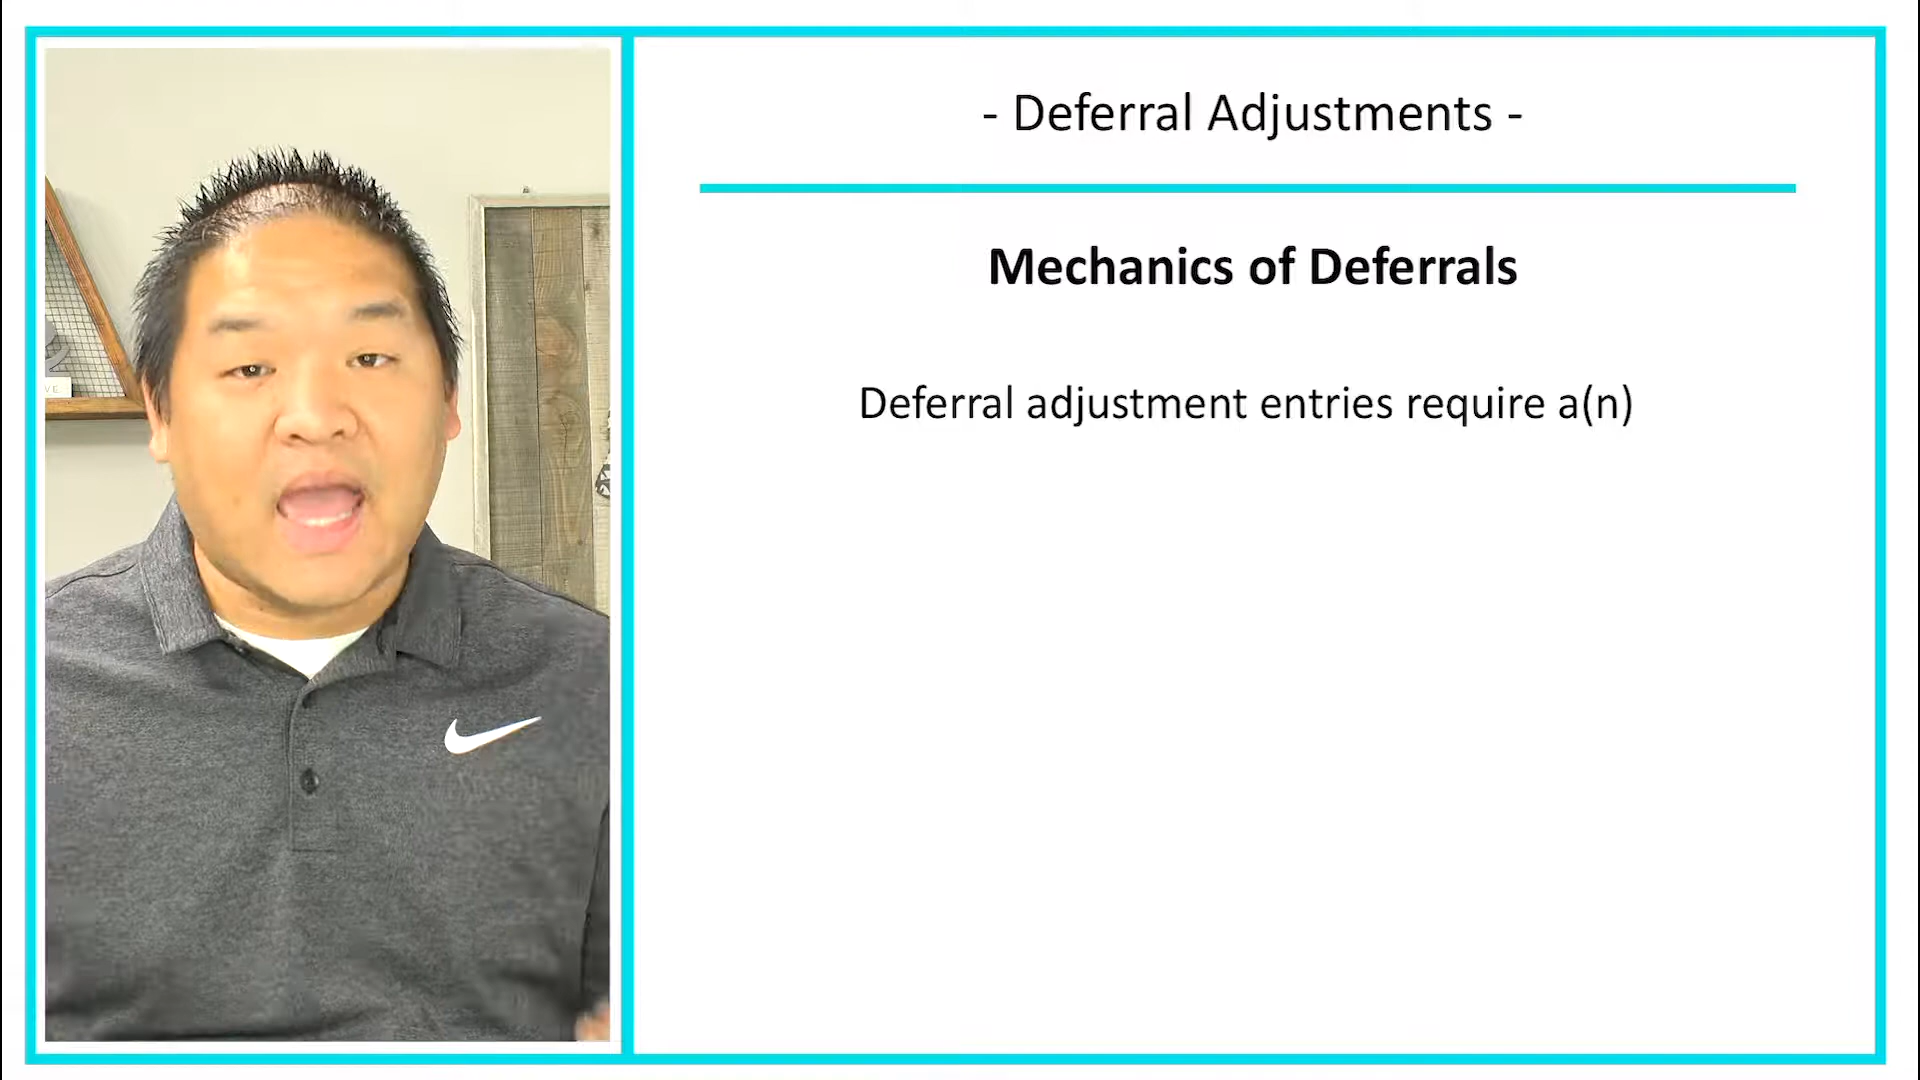 - Deferral Adjustments -
Mechanics of Deferrals
Deferral adjustment entries require a(n)